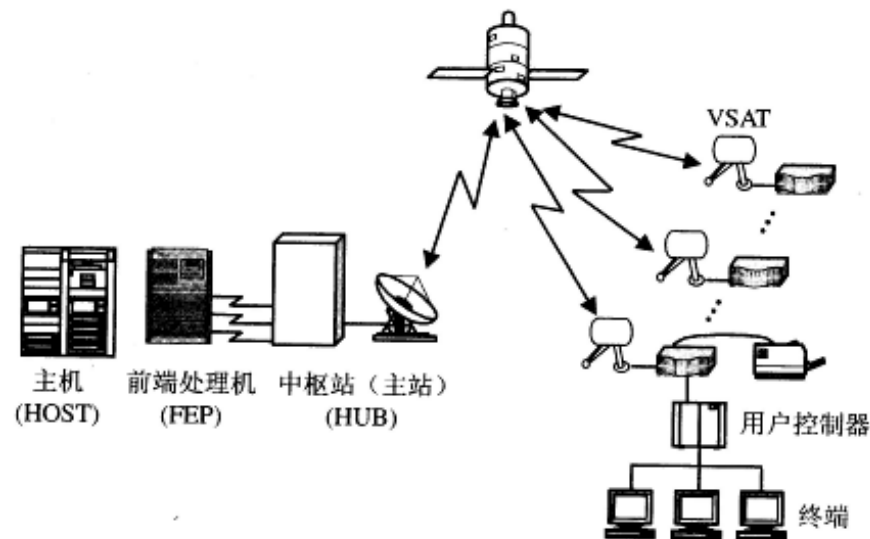 VSAT
主机
(HOST)
前端处理机
(FEP)
中枢站（主站）
(HUB)
用户控制器
终端